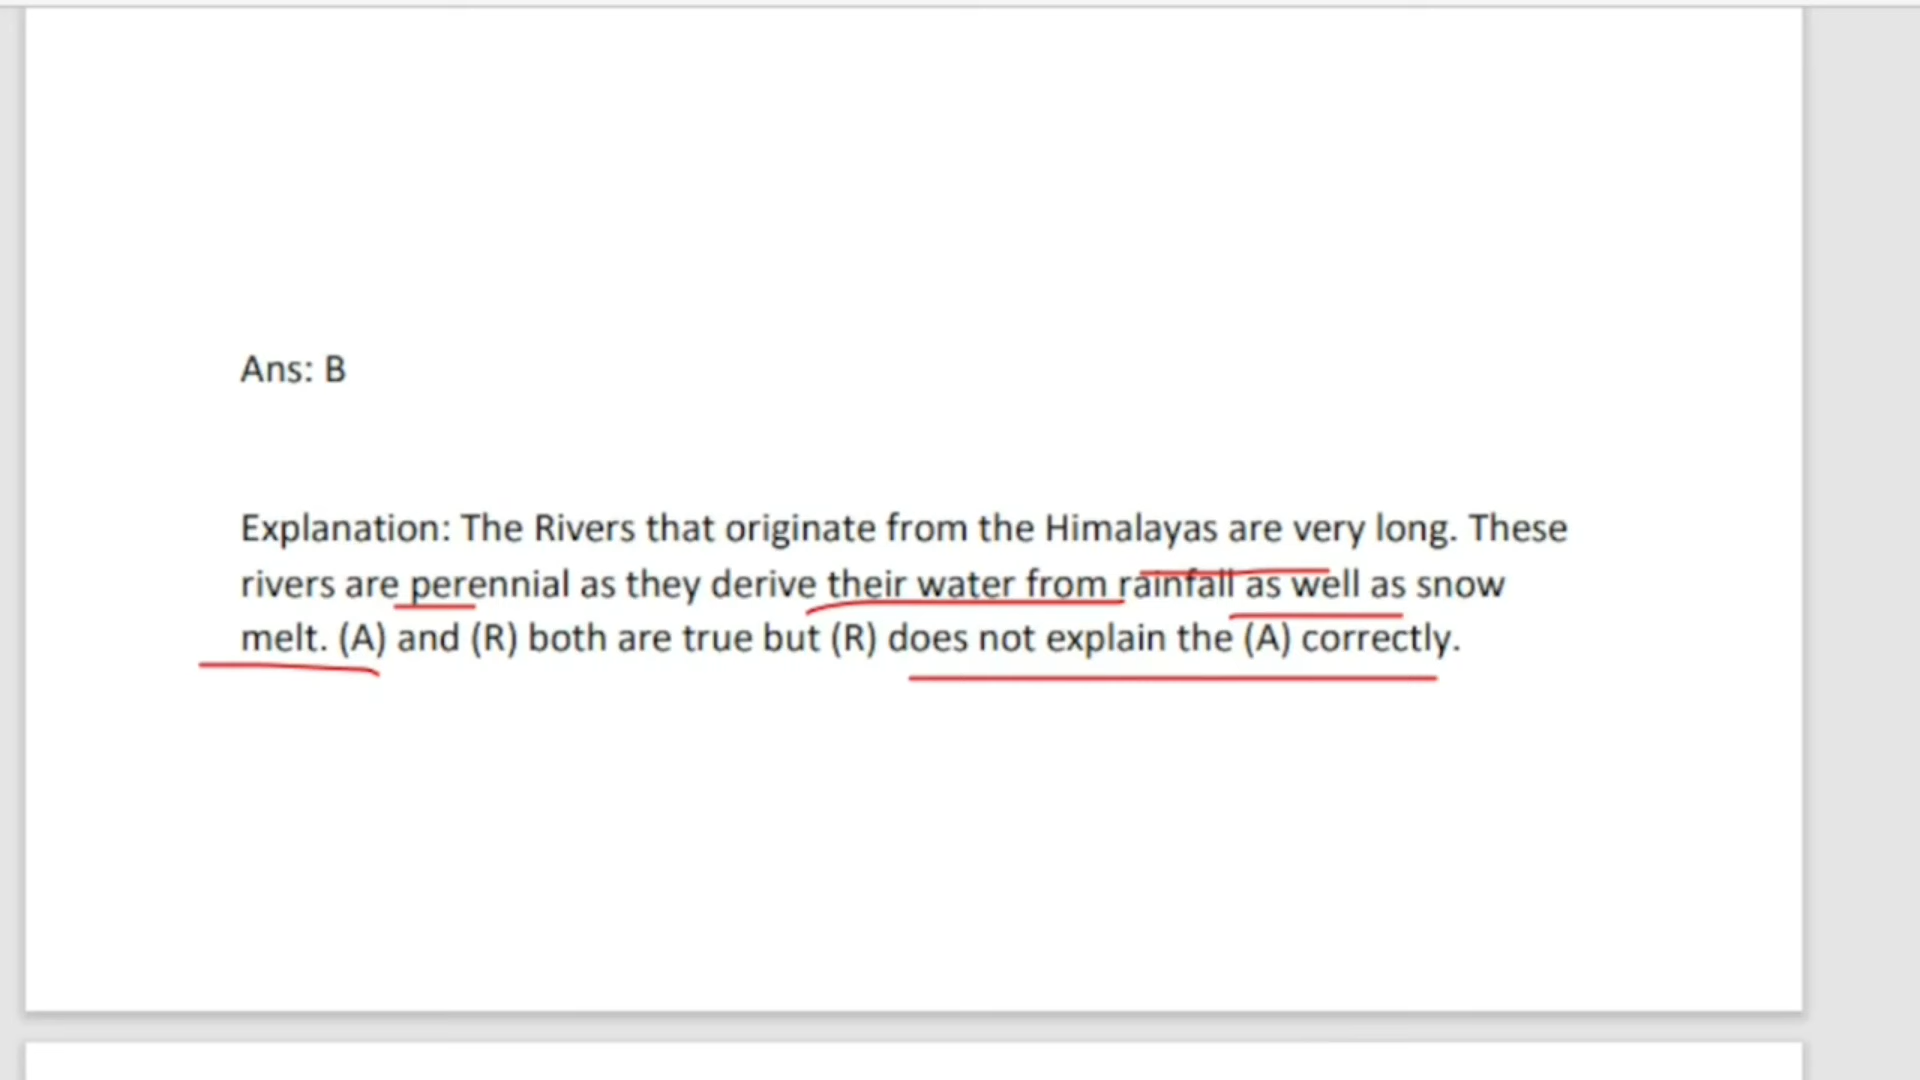 Ans: B
Explanation: The Rivers that originate from the Himalayas are very long. These
rivers are perennial as they derive their water from rainfall as well as snow
melt. (A) and (R) both are true but (R) does not explain the (A) correctly.